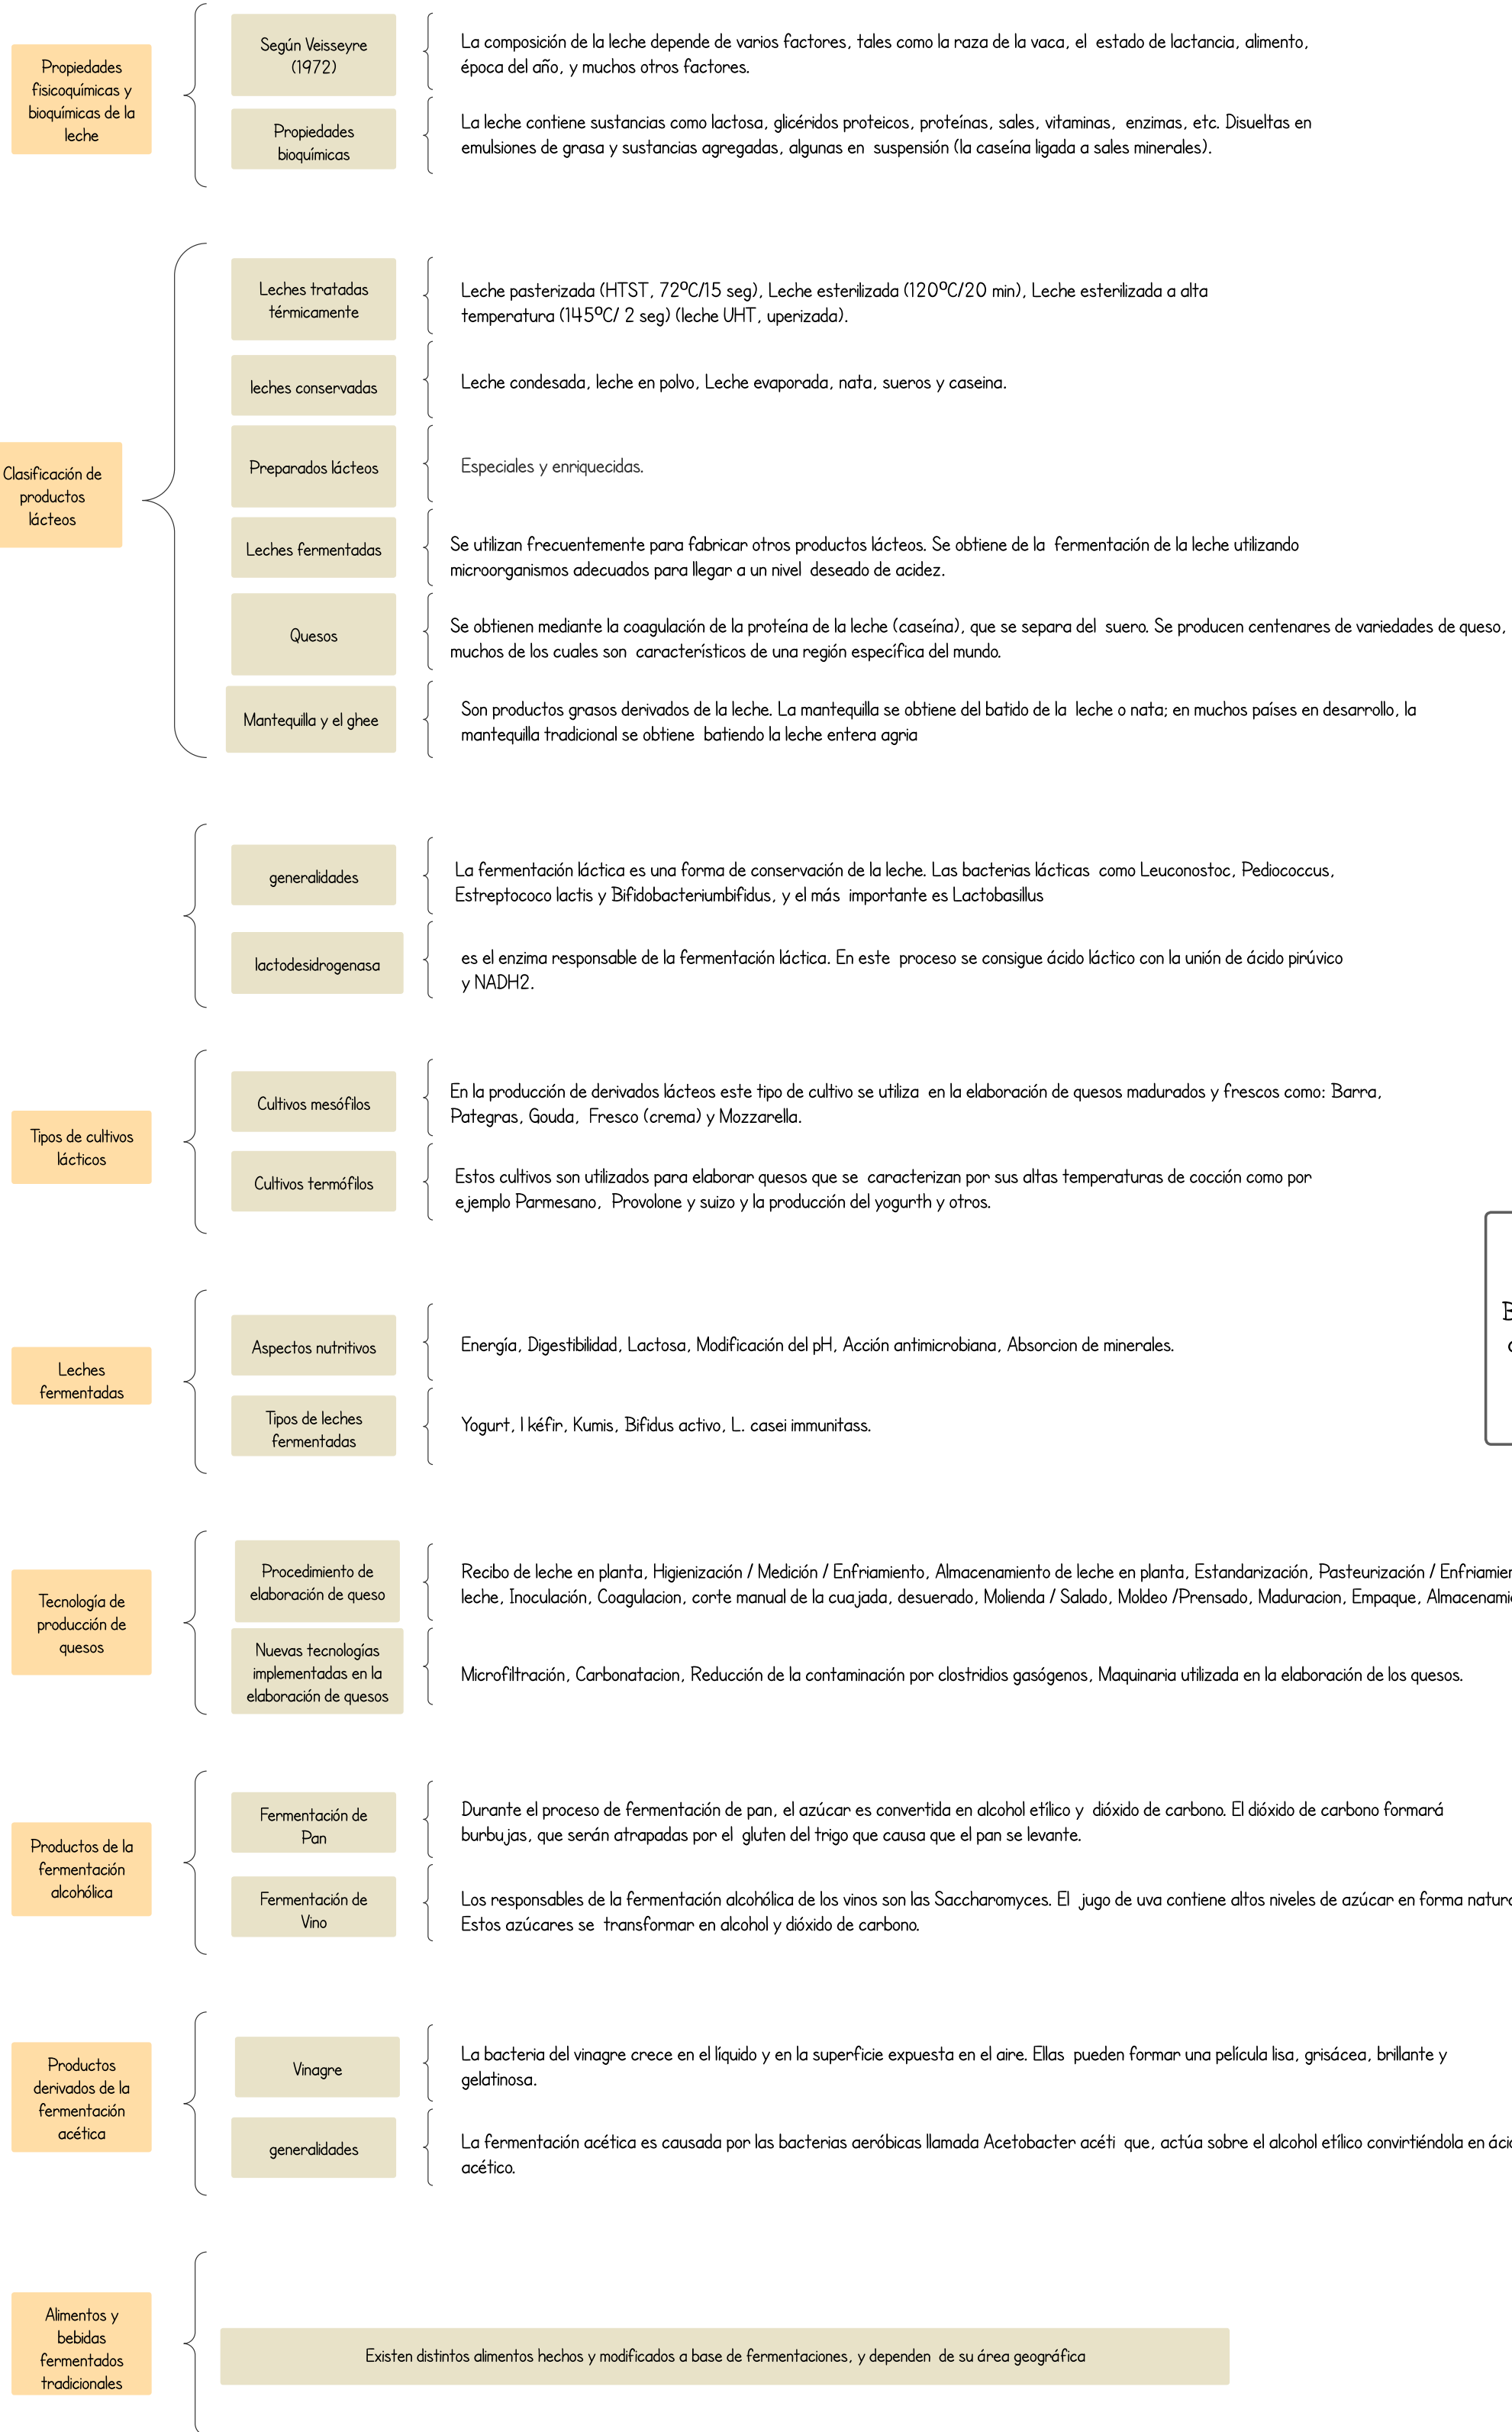 Propiedades
fisicoquímicas y
bioquímicas de la
leche
Según Veisseyre
(1972)
La composición de la leche depende de varios factores, tales como la raza de la vaca, el estado de lactancia, alimento,
época del año, y muchos otros factores.
Propiedades
bioquímicas
La leche contiene sustancias como lactosa, glicéridos proteicos, proteínas, sales, vitaminas, enzimas, etc. Disueltas en
emulsiones de grasa y sustancias agregadas, algunas en suspensión (la caseína ligada a sales minerales).
Clasificación de
productos
lácteos
Leches tratadas
térmicamente
Leche pasterizada (HTST, 72ºC/15 seg), Leche esterilizada (120ºC/20 min), Leche esterilizada a alta
temperatura (145ºC/ 2 seg) (leche UHT, uperizada).
leches conservadas
Leche condesada, leche en polvo, Leche evaporada, nata, sueros y caseina.
Preparados lácteos
Especiales y enriquecidas.
Leches fermentadas
Se utilizan frecuentemente para fabricar otros productos lácteos. Se obtiene de la fermentación de la leche utilizando
microorganismos adecuados para llegar a un nivel deseado de acidez.
Quesos
Se obtienen mediante la coagulación de la proteína de la leche (caseína), que se separa del suero. Se producen centenares de variedades de queso,
muchos de los cuales son característicos de una región específica del mundo.
Mantequilla y el ghee
Son productos grasos derivados de la leche. La mantequilla se obtiene del batido de la leche o nata; en muchos países en desarrollo, la
mantequilla tradicional se obtiene batiendo la leche entera agria
generalidades
La fermentación láctica es una forma de conservación de la leche. Las bacterias lácticas como Leuconostoc, Pediococcus,
Estreptococo lactis y Bifidobacteriumbifidus, y el más importante es Lactobasillus
lactodesidrogenasa
es el enzima responsable de la fermentación láctica. En este proceso se consigue ácido láctico con la unión de ácido pirúvico
y NADH2.
Tipos de cultivos
lácticos
Cultivos mesófilos
En la producción de derivados lácteos este tipo de cultivo se utiliza en la elaboración de quesos madurados y frescos como: Barra,
Pategras, Gouda, Fresco (crema) y Mozzarella.
Cultivos termófilos
Estos cultivos son utilizados para elaborar quesos que se caracterizan por sus altas temperaturas de cocción como por
ejemplo Parmesano, Provolone y suizo y la producción del yogurth y otros.
Leches
fermentadas
Aspectos nutritivos
Energía, Digestibilidad, Lactosa, Modificación del pH, Acción antimicrobiana, Absorcion de minerales.
Tipos de leches
fermentadas
Yogurt, l kéfir, Kumis, Bifidus activo, L. casei immunitass.
Tecnología de
producción de
quesos
Procedimiento de
elaboración de queso
Recibo de leche en planta, Higienización / Medición / Enfriamiento, Almacenamiento de leche en planta, Estandarización, Pasteurización /
leche, Inoculación, Coagulacion, corte manual de la cuajada, desuerado, Molienda / Salado, Moldeo /Prensado, Maduracion, Empaque,
Nuevas tecnologías
implementadas en la
elaboración de quesos
Microfiltración, Carbonatacion, Reducción de la contaminación por clostridios gasógenos, Maquinaria utilizada en la elaboración de los quesos.
Productos de la
fermentación
alcohólica
Fermentación de
Pan
Durante el proceso de fermentación de pan, el azúcar es convertida en alcohol etílico y dióxido de carbono. El dióxido de carbono formará
burbujas, que serán atrapadas por el gluten del trigo que causa que el pan se levante.
Fermentación de
Vino
Los responsables de la fermentación alcohólica de los vinos son las Saccharomyces. El jugo de uva contiene altos niveles de azúcar en forma
Estos azúcares se transformar en alcohol y dióxido de carbono.
Productos
derivados de la
fermentación
acética
Vinagre
La bacteria del vinagre crece en el líquido y en la superficie expuesta en el aire. Ellas pueden formar una película lisa, grisácea, brillante y
gelatinosa.
generalidades
La fermentación acética es causada por las bacterias aeróbicas llamada Acetobacter acéti que, actúa sobre el alcohol etílico convirtiéndola en
acético.
Alimentos y
bebidas
fermentados
tradicionales
Existen distintos alimentos hechos y modificados a base de fermentaciones, y dependen de su área geográfica